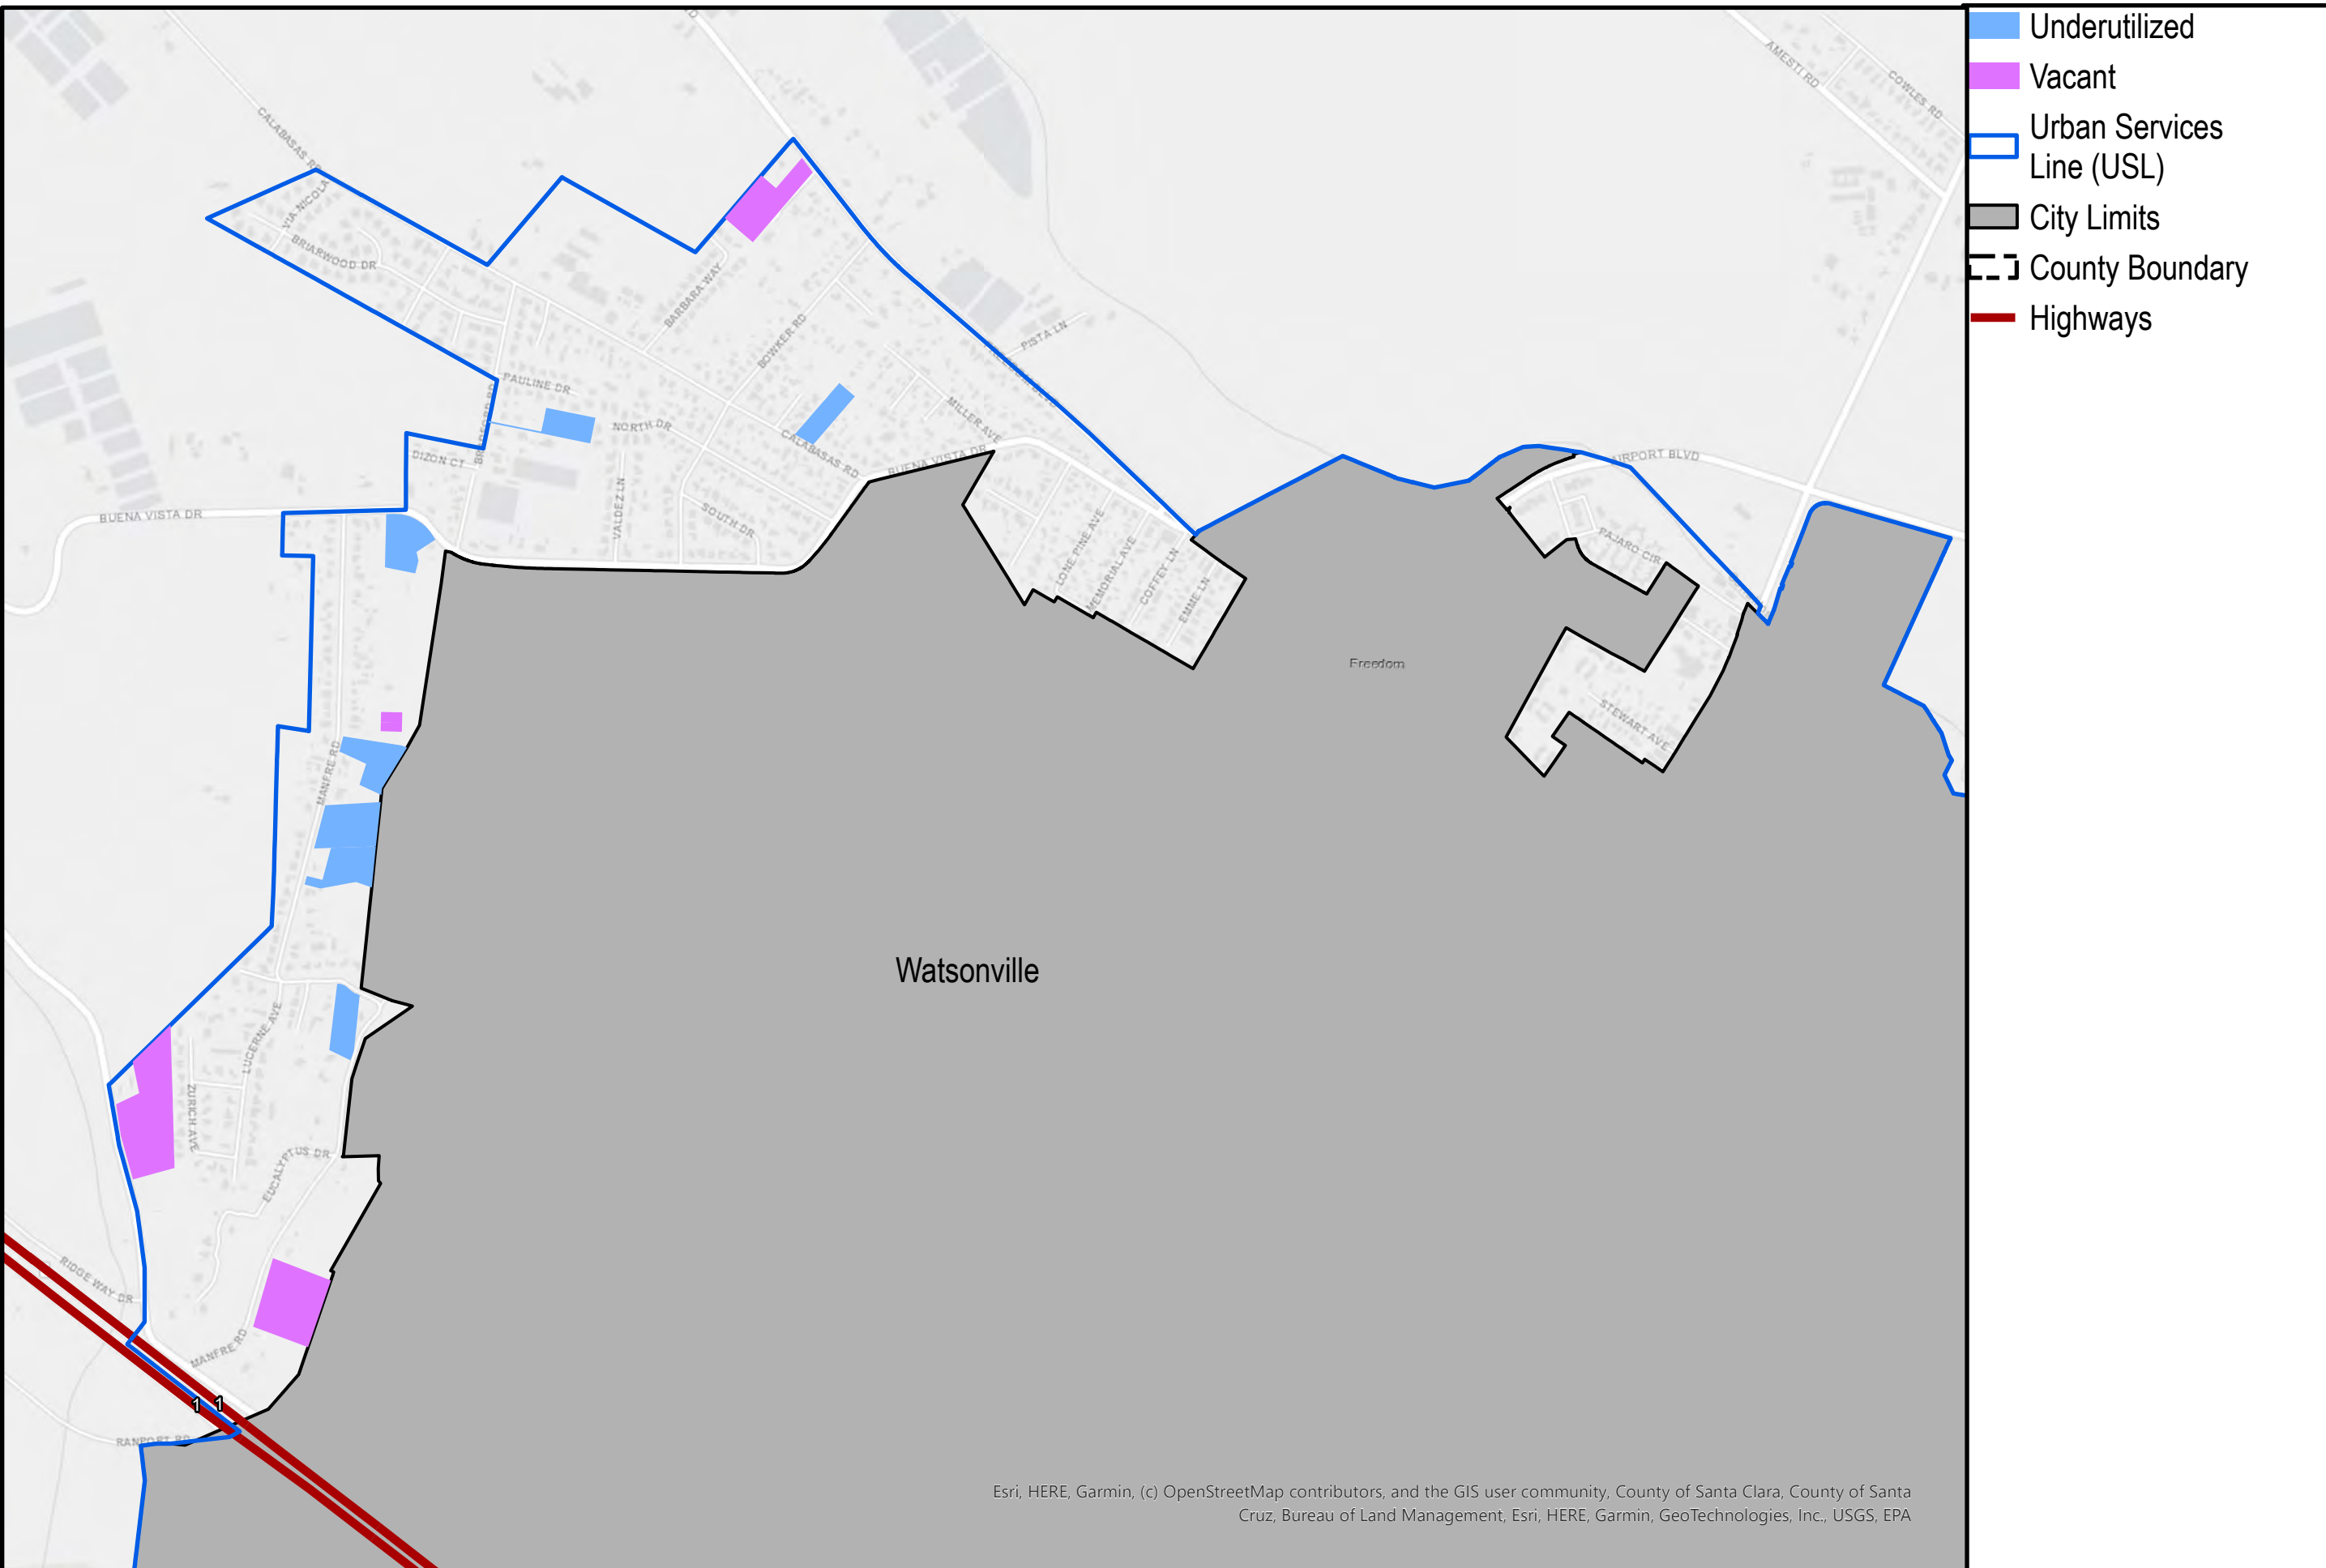 Underutilized
Vacant
Urban Services
Line (USL)
City Limits
County Boundary
Highways
AMESTI RD
COWLES RD
CALABASAS RD
VIA NICOLA
BRIARWOOD DR
BARBARA WAY
BOWKER RD
PISTA LN
PAULINE DR
NORTH DR
MILLER AVE
CALABASAS RD
BUENA VISTA DR
DIZON CT
AIRPORT BLVD
BUENA VISTA DR
VALDEZ LN
SOUTH DR
LONE PINE AVE
MEMORIAL AVE
COFFEY LN
EMME LN
PAJARO CIR
Freedom
STEWART AVE
MANFRE RD
Watsonville
LUCERNE AVE
ZURICH AVE
EUCALYPTUS DR
RIDGE WAY DR
MANFRE RD
1 1
RANPORT RD
Esri, HERE, Garmin, (c) OpenStreetMap contributors, and the GIS user community, County of Santa Clara, County of Santa
Cruz, Bureau of Land Management, Esri, HERE, Garmin, GeoTechnologies, Inc., USGS, EPA